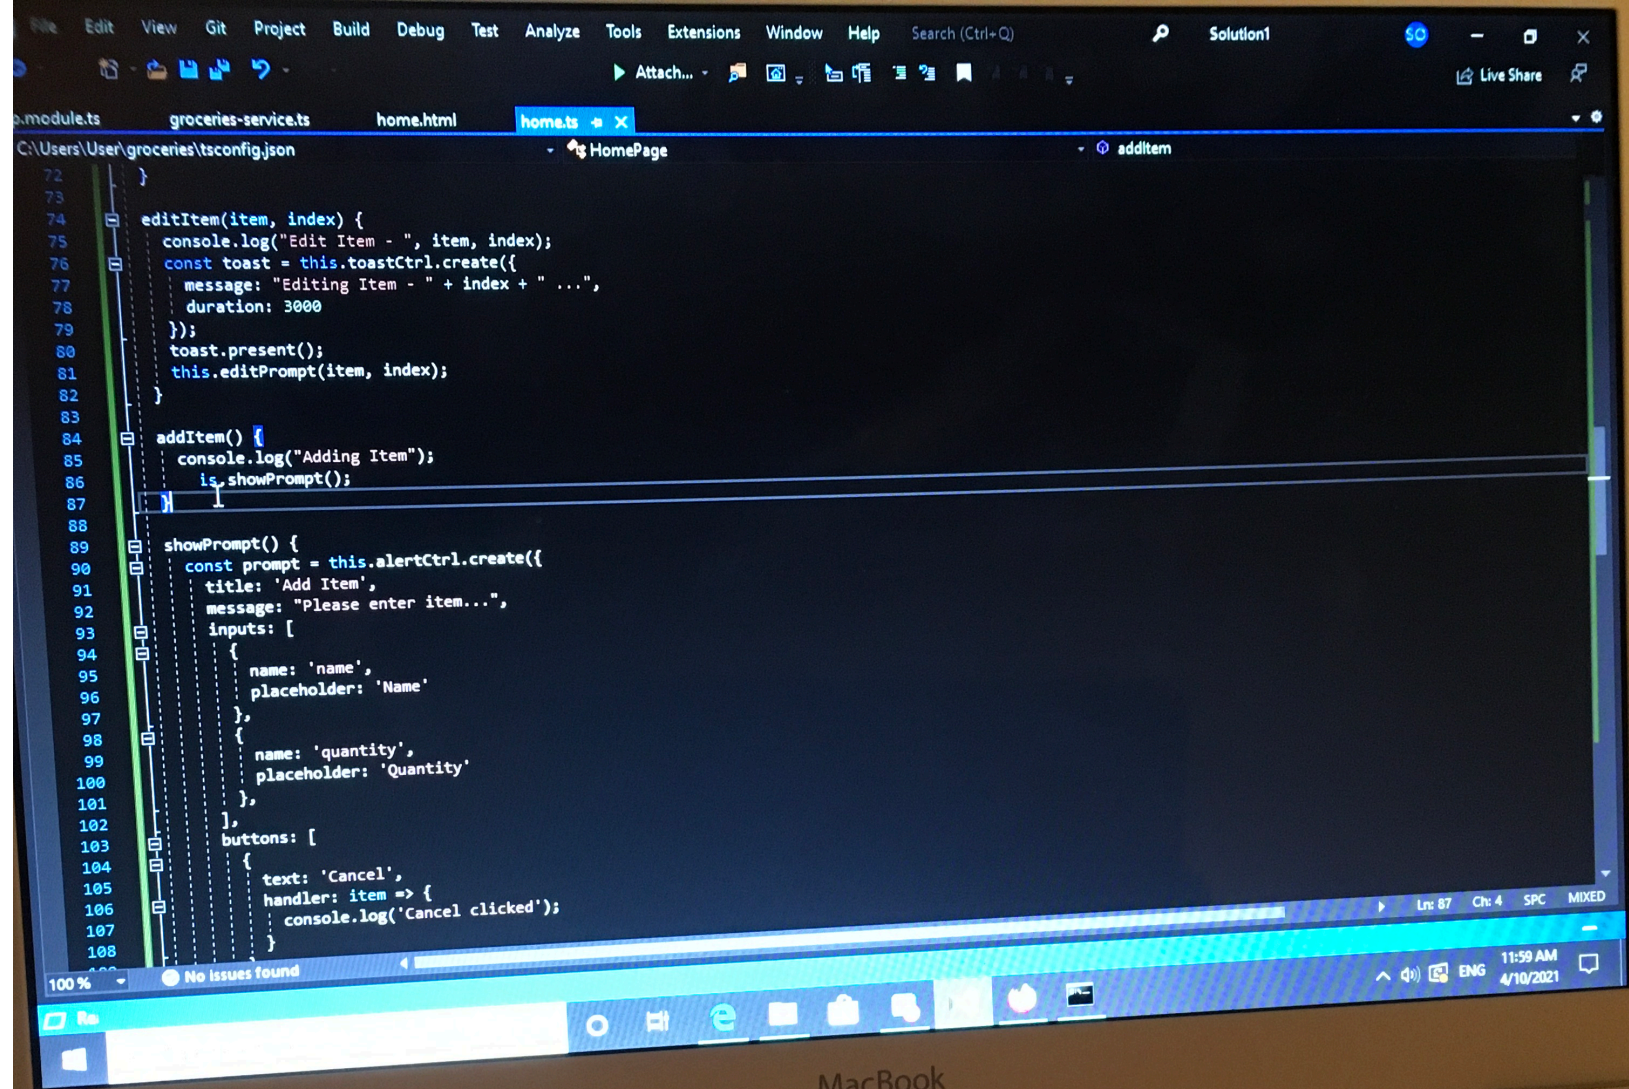 File Edit View Git Project Build Debug Test Analyze Tools Extensions Window Help Search (Ctrl+Q) Solution1 SC
Attach... Live Share
p.module.ts groceries-service.ts home.html home.ts
C:\Users\User\groceries\tsconfig.json HomePage addItem
72 }
73
74 editItem(item, index) {
75 console.log("Edit Item - ", item, index);
76 const toast = this.toastCtrl.create({
77 message: "Editing Item - " + index + " ...",
78 duration: 3000
79 });
80 toast.present();
81 this.editPrompt(item, index);
82 }
83
84 addItem() {
85 console.log("Adding Item");
86 is.showPrompt();
87 }
88
89 showPrompt() {
90 const prompt = this.alertCtrl.create({
91 title: 'Add Item',
92 message: "Please enter item...",
93 inputs: [
94 {
95 name: 'name',
96 placeholder: 'Name'
97 },
98 {
99 name: 'quantity',
100 placeholder: 'Quantity'
101 },
102 ],
103 buttons: [
104 {
105 text: 'Cancel',
106 handler: item => {
107 console.log('Cancel clicked');
108 }
100 % No issues found Ln: 87 Ch: 4 SPC MIXED
Re
ENG 11:59 AM
4/10/2021
MacBook